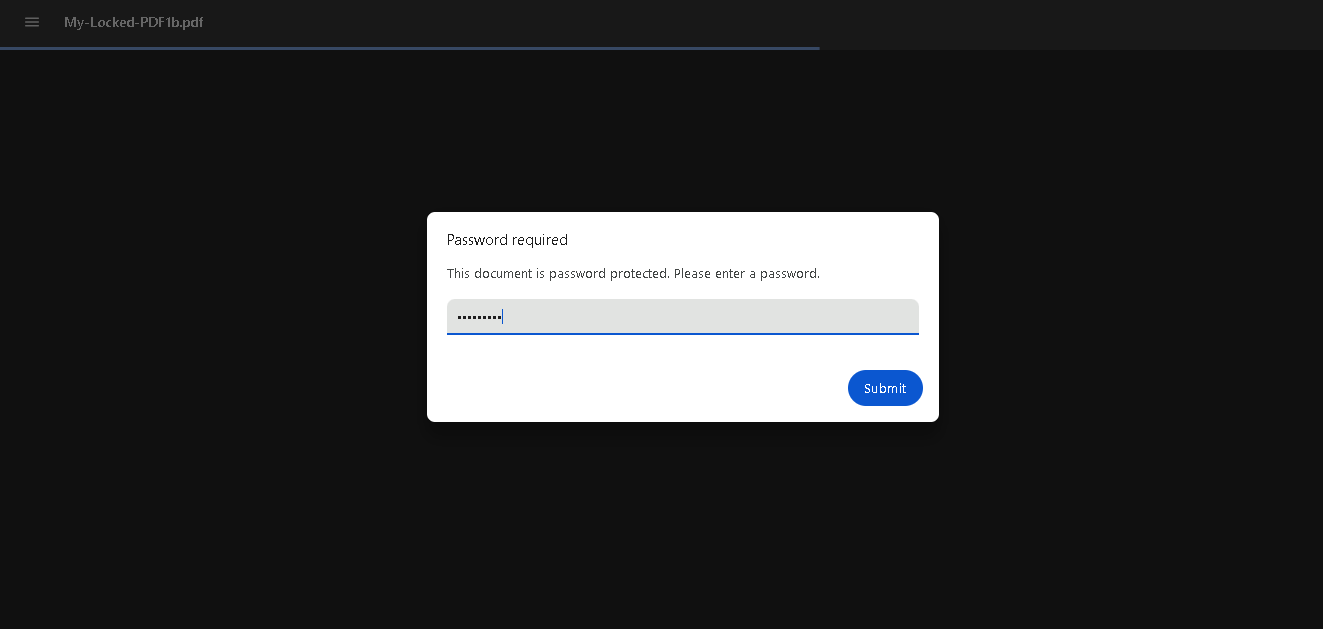 My-Locked-PDF1b.pdf
Password required
This document is password protected. Please enter a password.
•••••••••
Submit